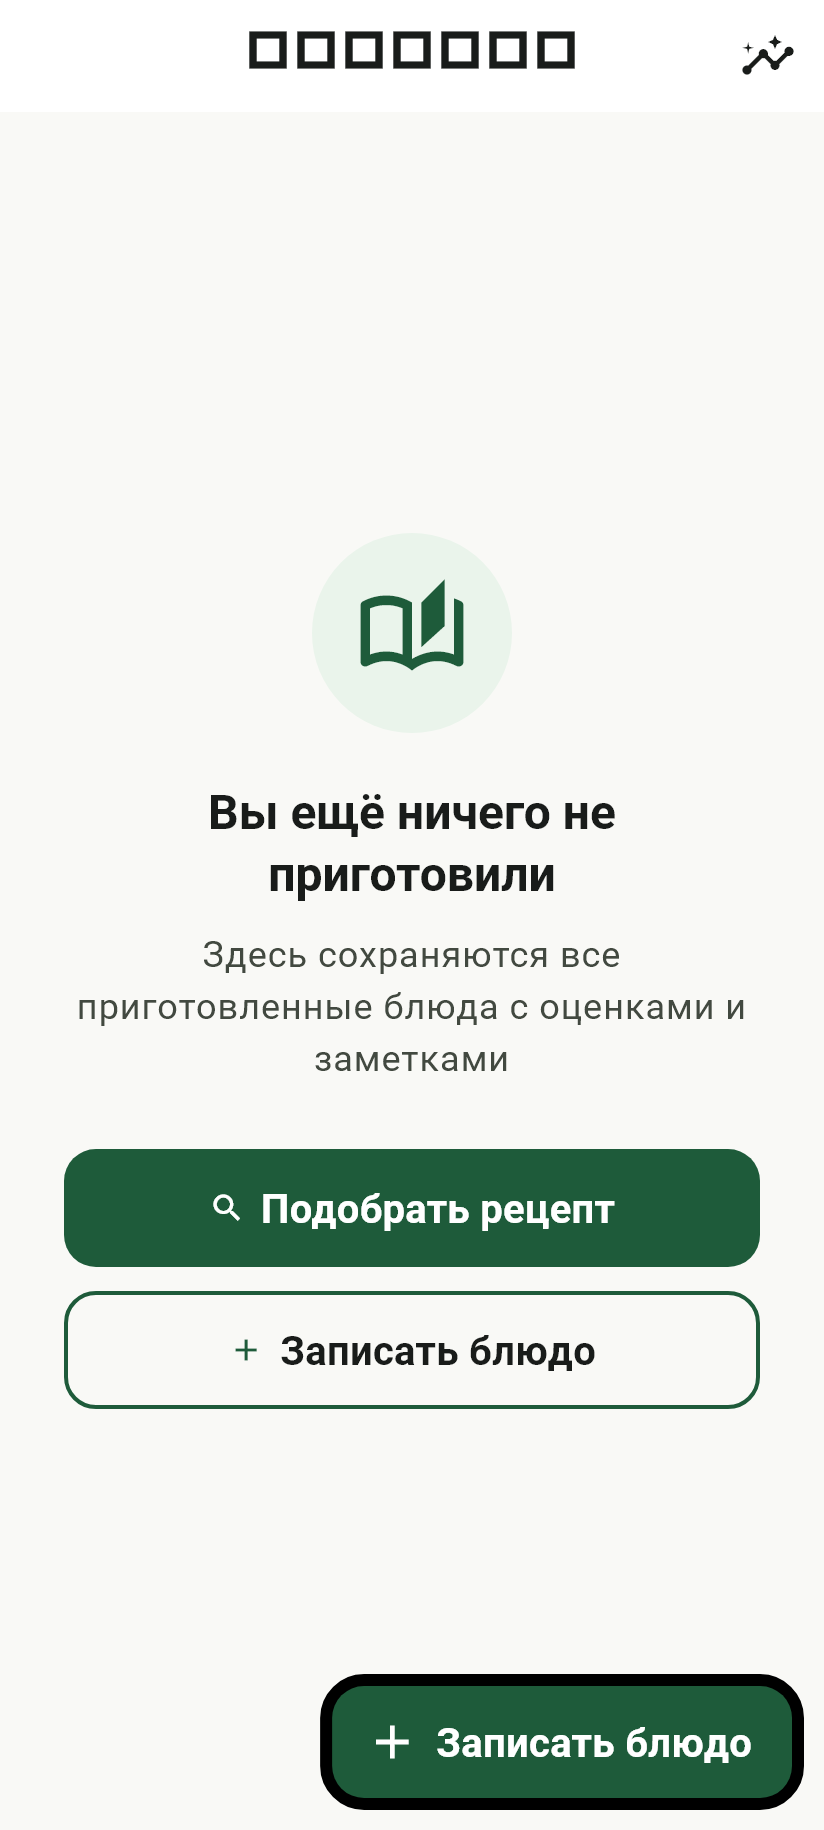 Вы ещё ничего не
приготовили
Здесь сохраняются все
приготовленные блюда с оценками и
заметками
Подобрать рецепт
Записать блюдо
Записать блюдо